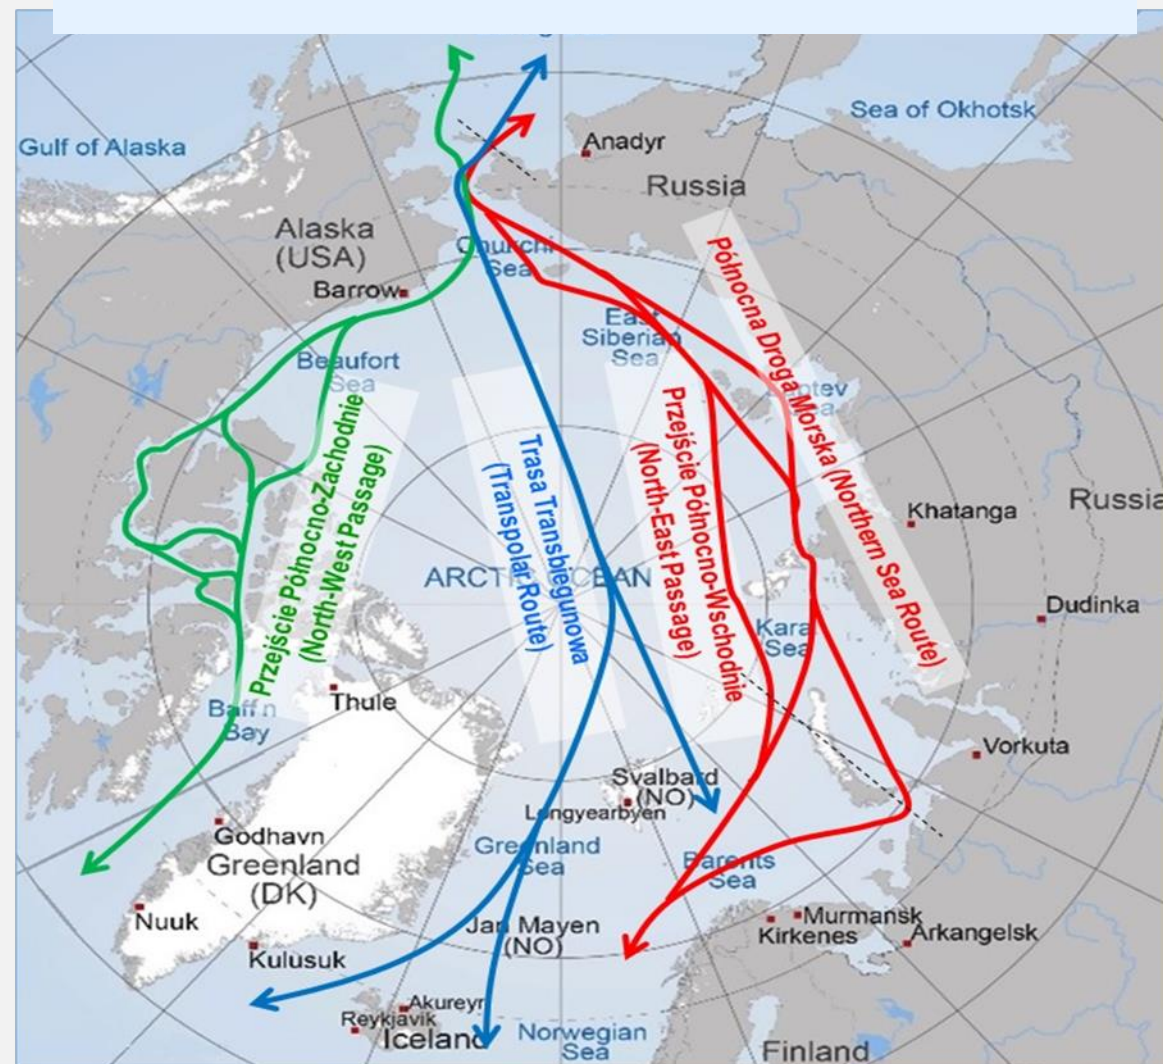 Sea of Okhotsk
Gulf of Alaska
Anadyr
Russia
Alaska
(USA)
Chukchi
Sea
Barrow
East
Siberian
Sea
Beaufort
Sea
Laptev
Sea
Północna Droga Morska (Northern Sea Route)
Przejście Północno-Wschodnie
(North-East Passage)
Trasa Transbiegunowa
(Transpolar Route)
Przejście Północno-Zachodnie
(North-West Passage)
Khatanga
Russia
ARCTIC OCEAN
Dudinka
Kara
Sea
Thule
Baffin
Bay
Vorkuta
Svalbard
(NO)
Longyearbyen
Godhavn
Greenland
Sea
Greenland
(DK)
Barents
Sea
Nuuk
Jan Mayen
(NO)
Murmansk
Kirkenes
Arkangelsk
Kulusuk
Akureyri
Reykjavik
Iceland
Norwegian
Sea
Finland